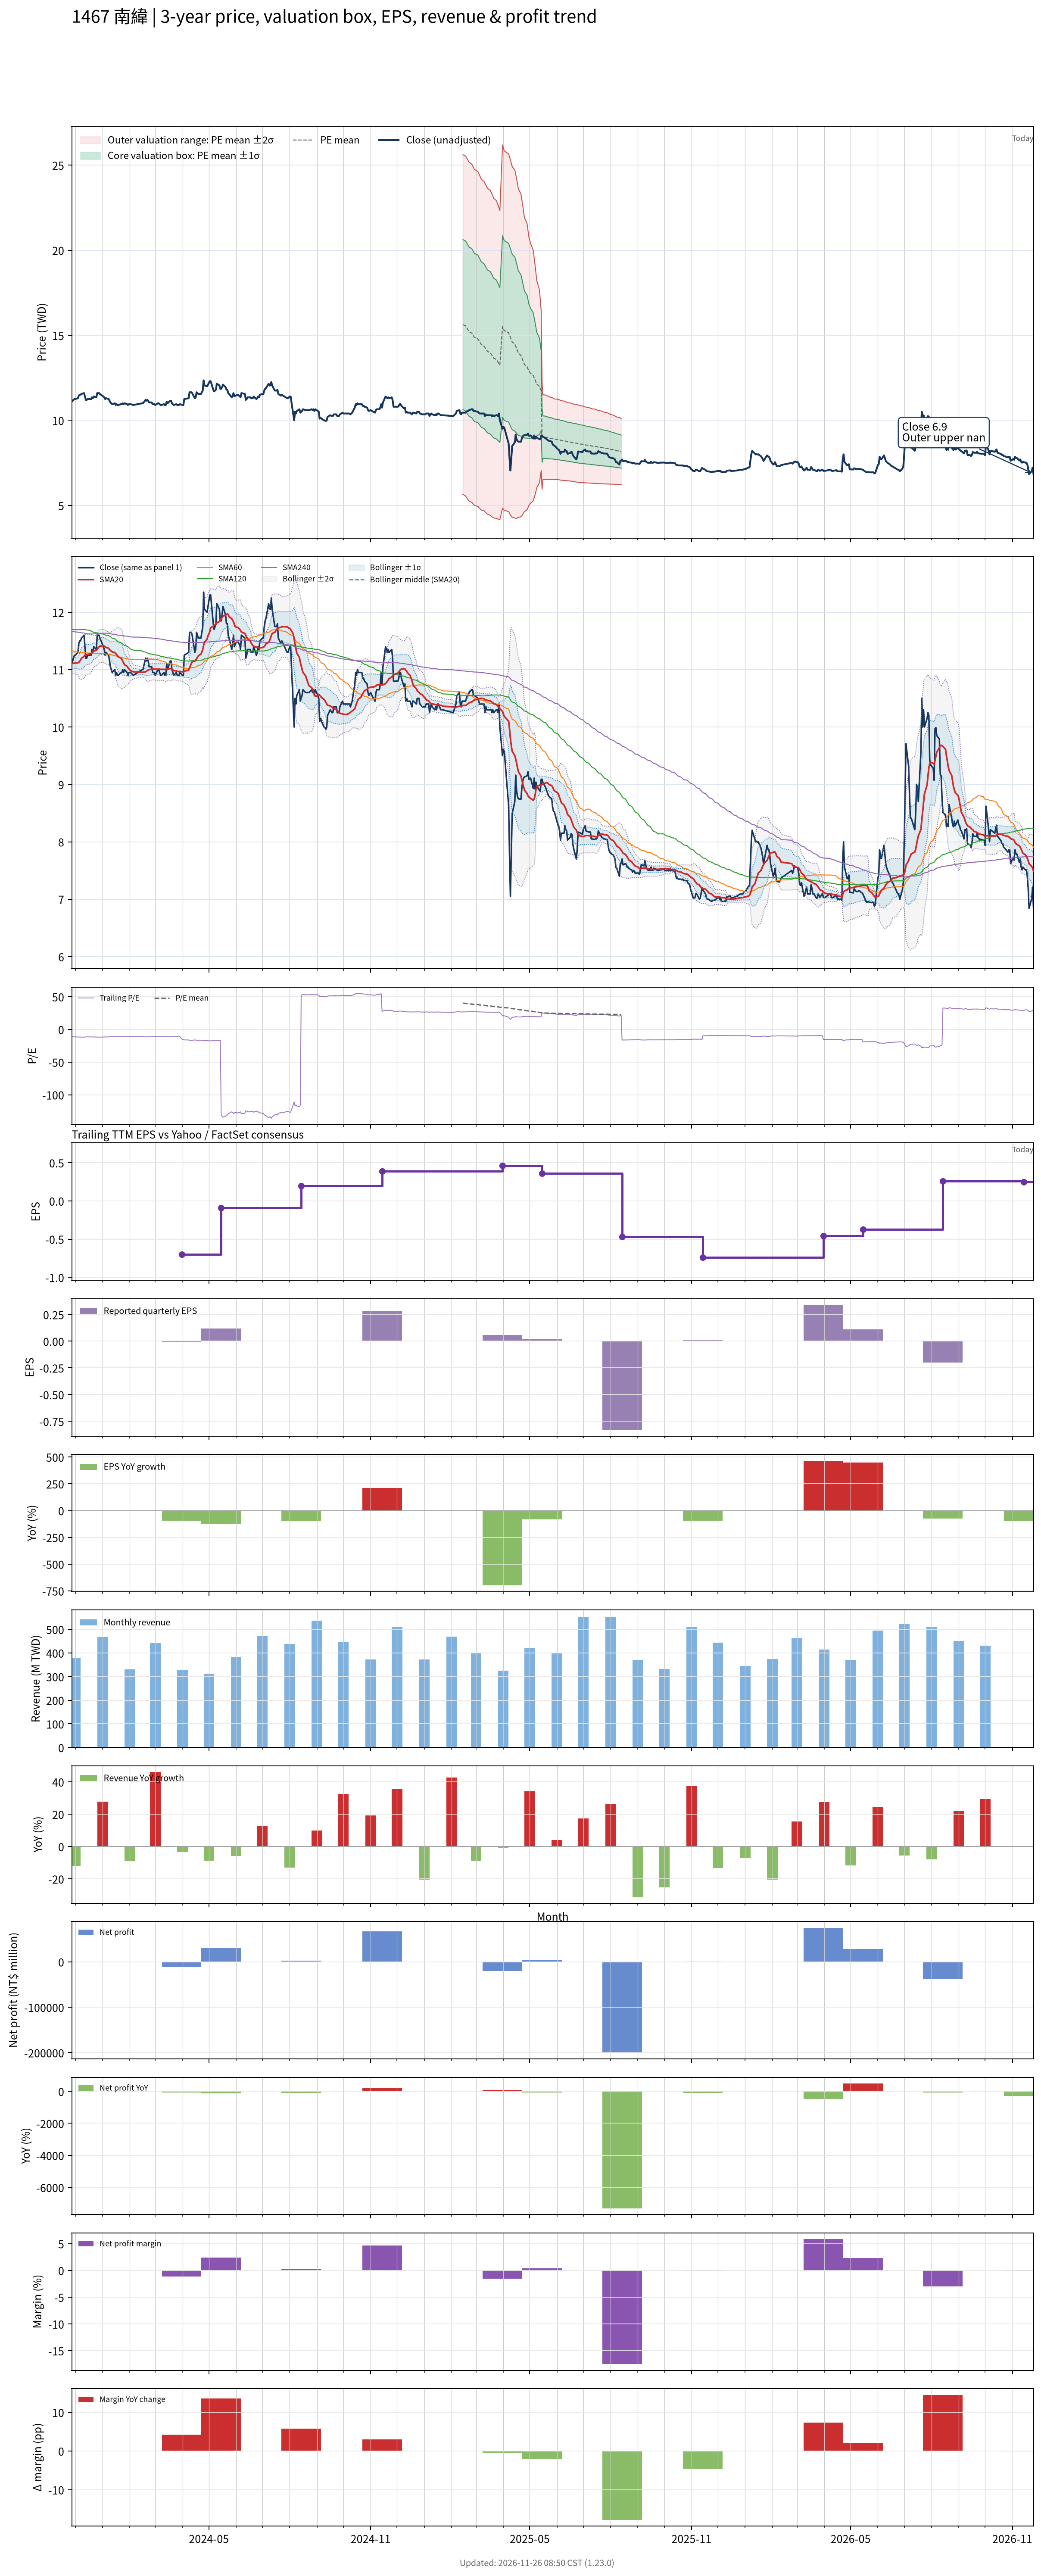 1467 南緯 | 3-year price, valuation box, EPS, revenue & profit trend
Outer valuation range: PE mean ±2σ
Core valuation box: PE mean ±1σ
PE mean
Close (unadjusted)
Today
25
20
15
10
5
Price (TWD)
Close 6.9
Outer upper nan
Close (same as panel 1)
SMA20
SMA60
SMA120
SMA240
Bollinger ±2σ
Bollinger ±1σ
Bollinger middle (SMA20)
12
11
10
9
8
7
6
Price
Trailing P/E
P/E mean
50
0
-50
-100
P/E
Trailing TTM EPS vs Yahoo / FactSet consensus
Today
0.5
0.0
-0.5
-1.0
EPS
Reported quarterly EPS
0.25
0.00
-0.25
-0.50
-0.75
EPS
EPS YoY growth
500
250
0
-250
-500
-750
YoY (%)
Monthly revenue
500
400
300
200
100
0
Revenue (M TWD)
Revenue YoY growth
40
20
0
-20
YoY (%)
Month
Net profit
0
-100000
-200000
Net profit (NT$ million)
Net profit YoY
0
-2000
-4000
-6000
YoY (%)
Net profit margin
5
0
-5
-10
-15
Margin (%)
Margin YoY change
10
0
-10
Δ margin (pp)
2024-05
2024-11
2025-05
2025-11
2026-05
2026-11
Updated: 2026-11-26 08:50 CST (1.23.0)